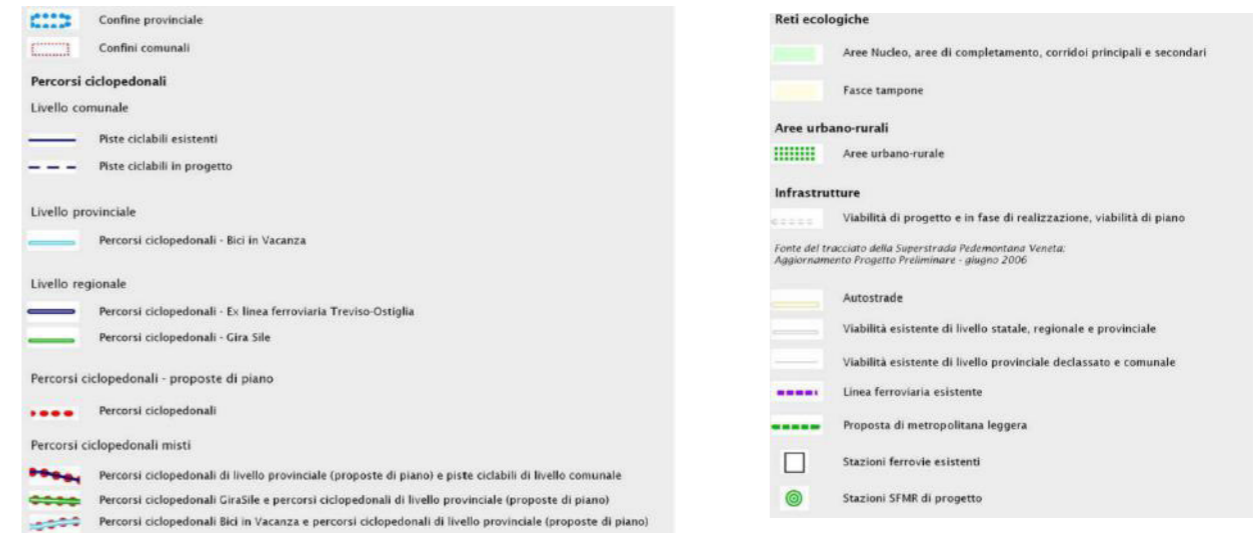 Confine provinciale
Confini comunali
Percorsi ciclopedonali
Livello comunale
Piste ciclabili esistenti
Piste ciclabili in progetto
Livello provinciale
Percorsi ciclopedonali - Bici in Vacanza
Livello regionale
Percorsi ciclopedonali - Ex linea ferroviaria Treviso-Ostiglia
Percorsi ciclopedonali - Gira Sile
Percorsi ciclopedonali - proposte di piano
Percorsi ciclopedonali
Percorsi ciclopedonali misti
Percorsi ciclopedonali di livello provinciale (proposte di piano) e piste ciclabili di livello comunale
Percorsi ciclopedonali GiraSile e percorsi ciclopedonali di livello provinciale (proposte di piano)
Percorsi ciclopedonali Bici in Vacanza e percorsi ciclopedonali di livello provinciale (proposte di piano)
Reti ecologiche
Aree Nucleo, aree di completamento, corridoi principali e secondari
Fasce tampone
Aree urbano-rurali
Aree urbano-rurale
Infrastrutture
Viabilità di progetto e in fase di realizzazione, viabilità di piano
Fonte del tracciato della Superstrada Pedemontana Veneta:
Aggiornamento Progetto Preliminare - giugno 2006
Autostrade
Viabilità esistente di livello statale, regionale e provinciale
Viabilità esistente di livello provinciale declassato e comunale
Linea ferroviaria esistente
Proposta di metropolitana leggera
Stazioni ferrovie esistenti
Stazioni SFMR di progetto